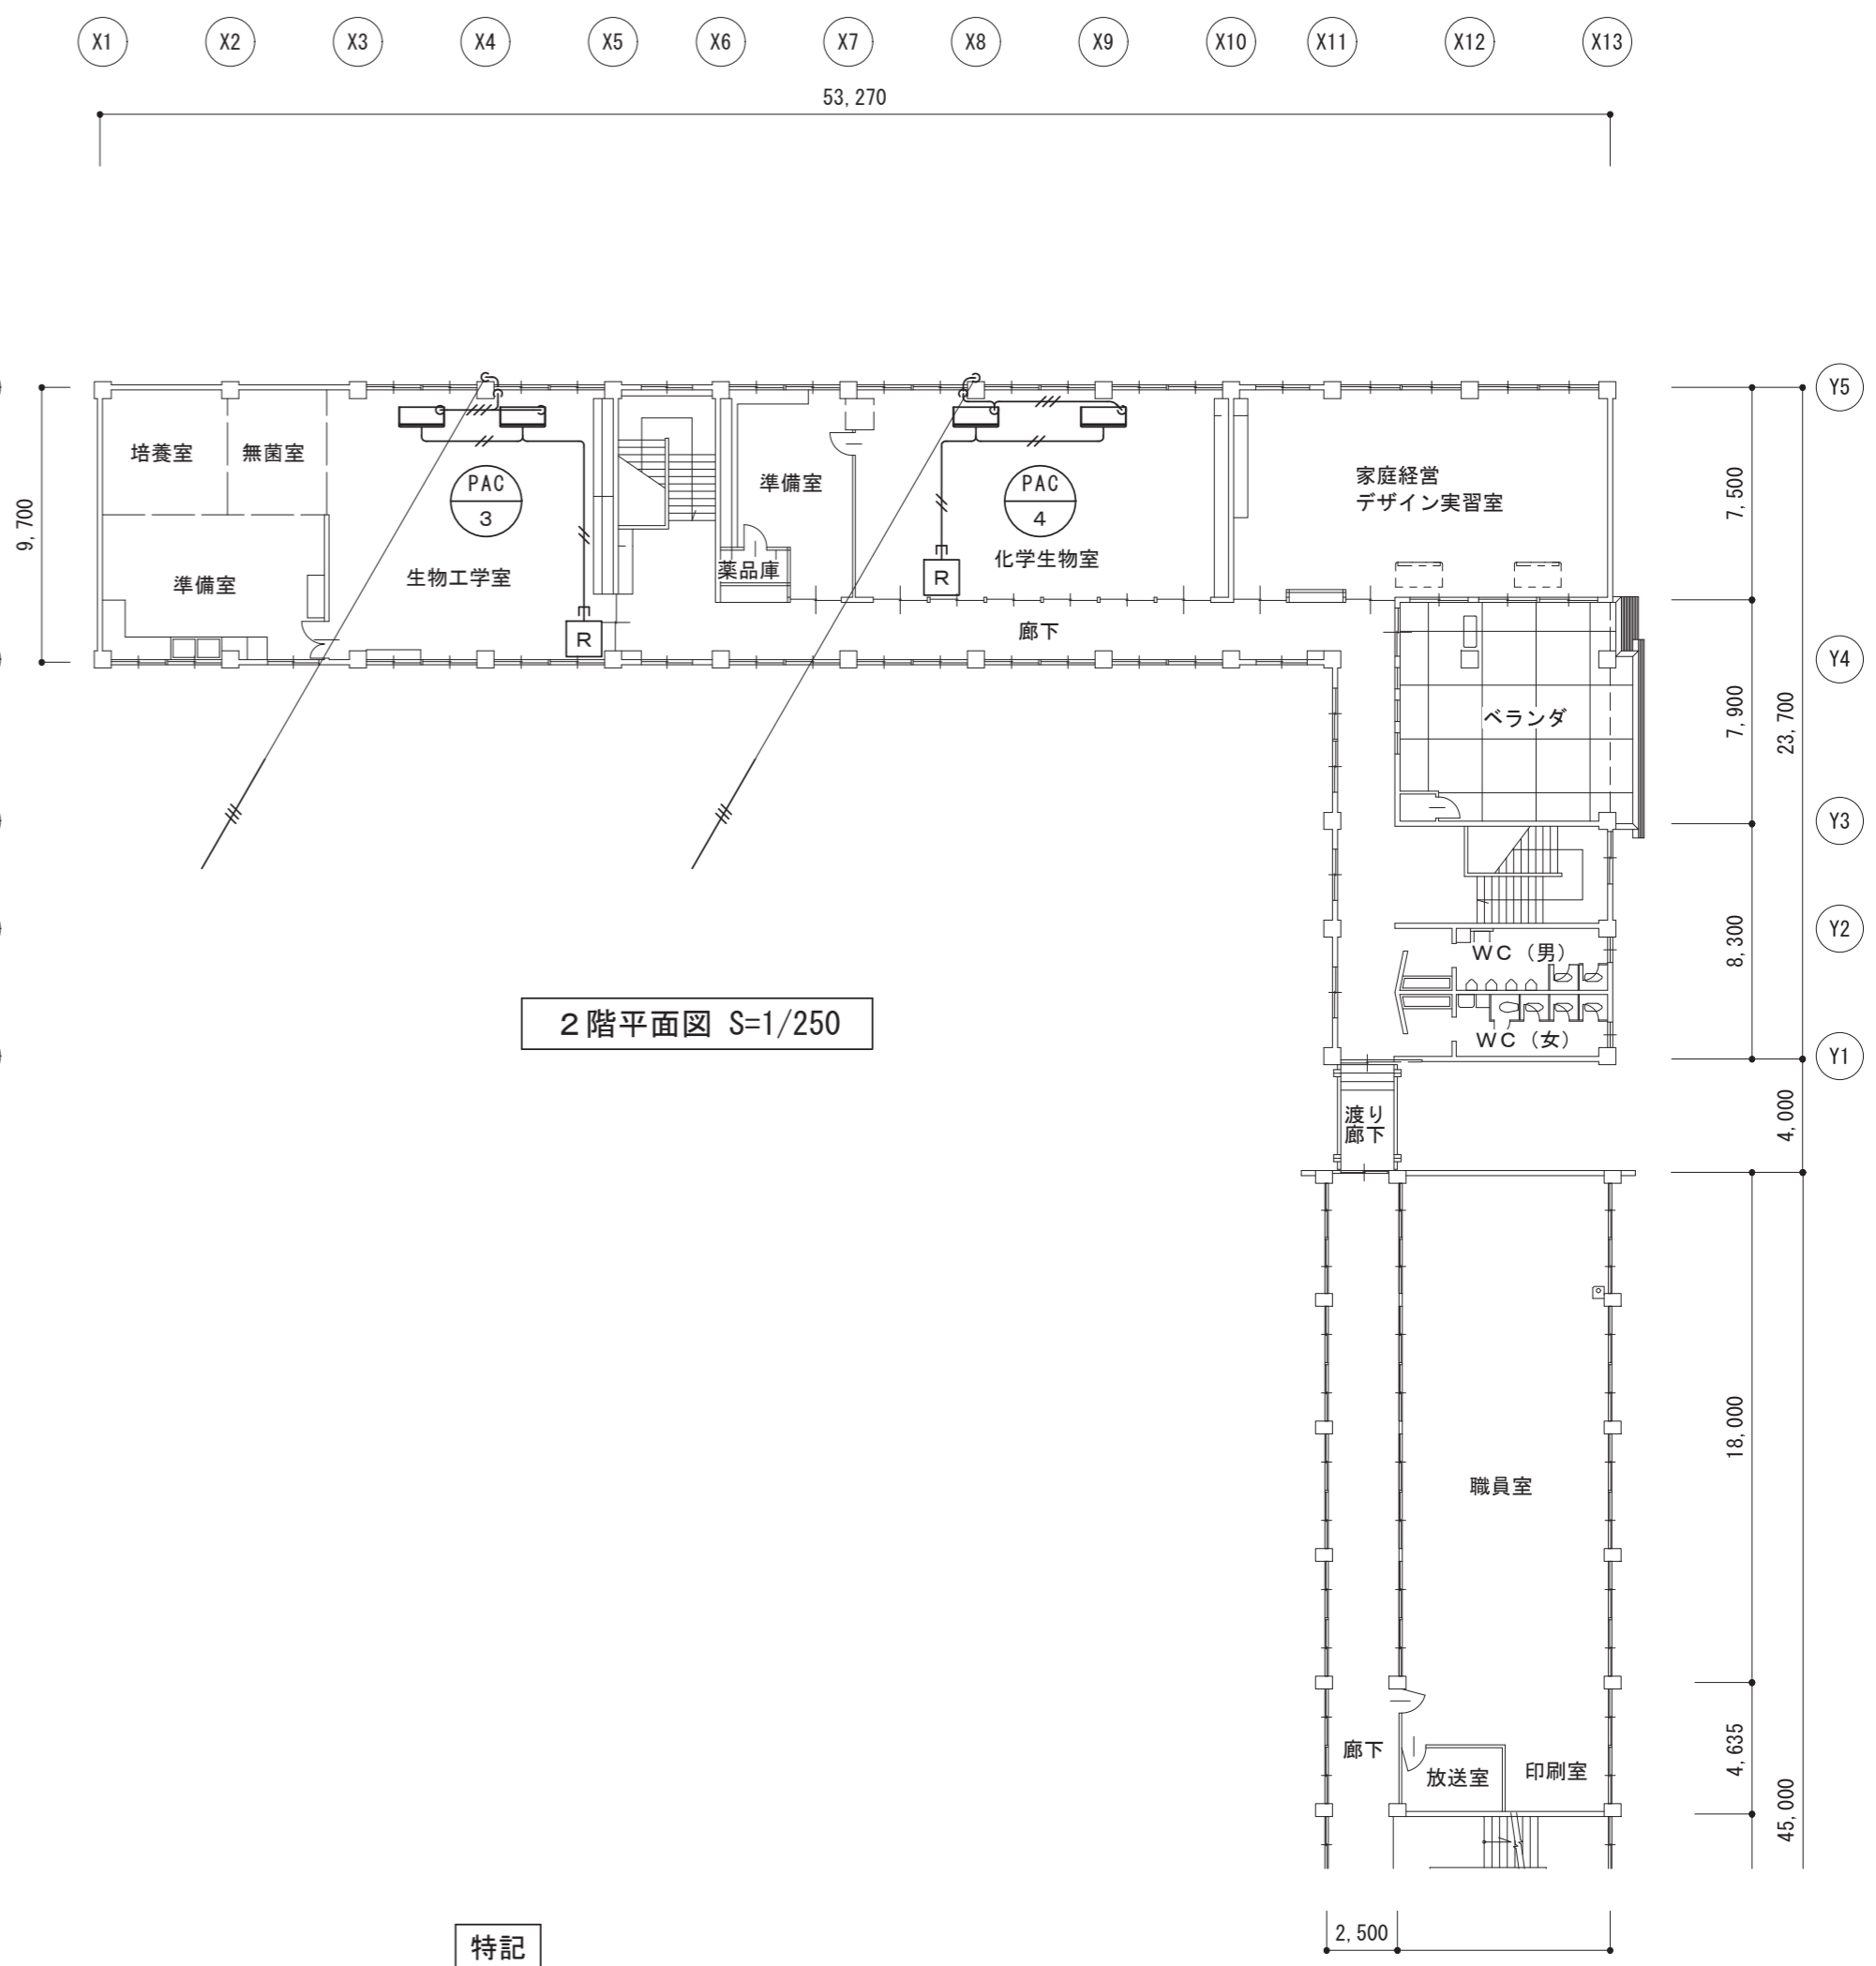 X1 X2 X3 X4 X5 X6 X7 X8 X9 X10 X11 X12 X13
53,270
Y5
培養室
無菌室
準備室
家庭経営
デザイン実習室
PAC
3
PAC
4
7,500
9,700
化学生物室
薬品庫
生物工学室
準備室
R
R
廊下
Y4
ベランダ
7,900
23,700
Y3
Y2
WC（男）
8,300
２階平面図 S=1/250
WC（女）
Y1
渡り
廊下
4,000
18,000
職員室
廊下
放送室
印刷室
4,635
45,000
2,500
特記